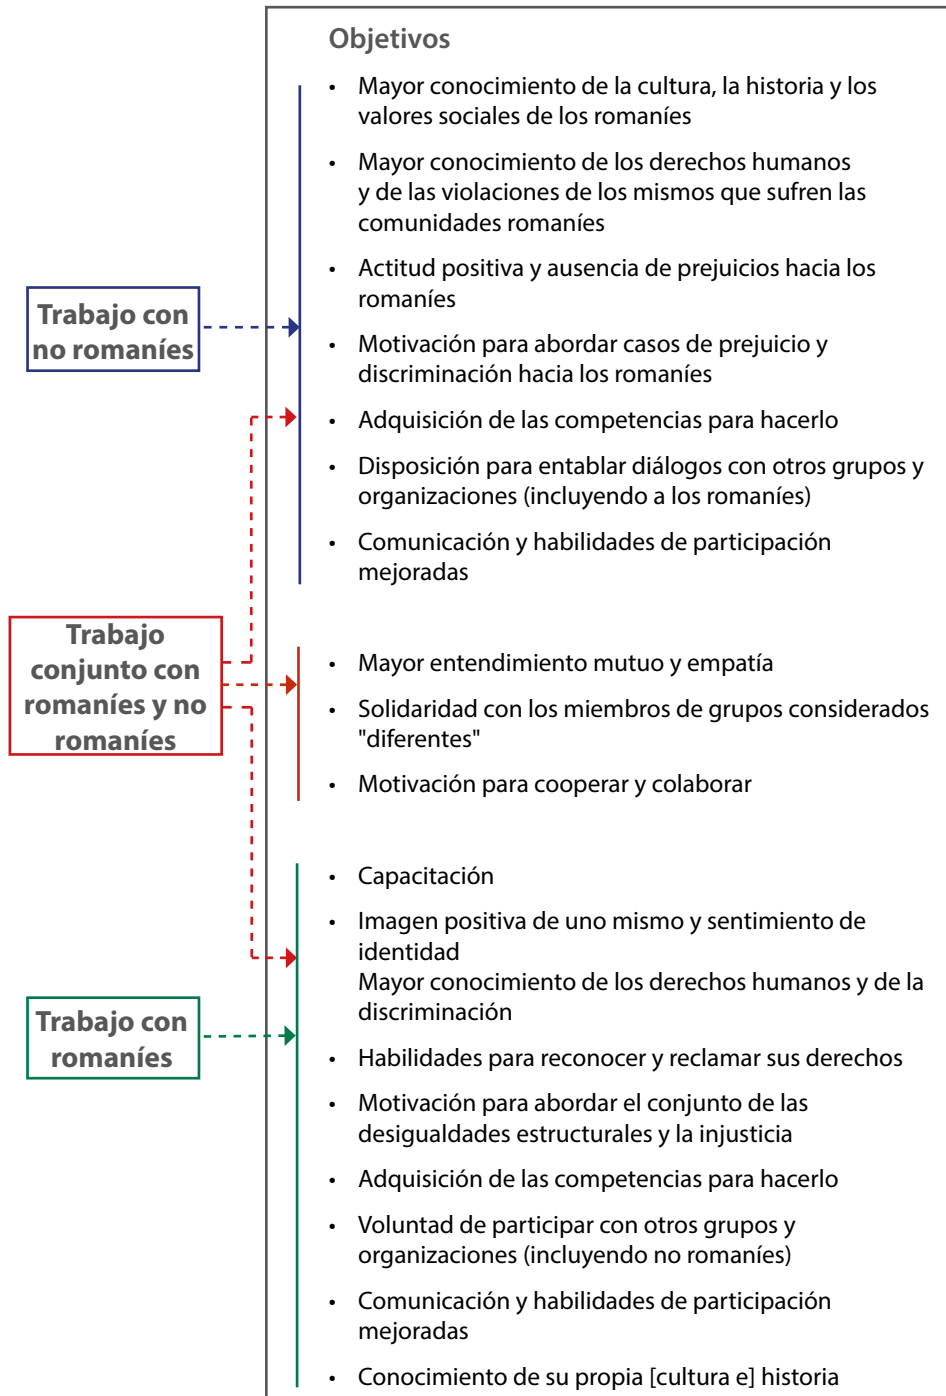 Objetivos
• Mayor conocimiento de la cultura, la historia y los
valores sociales de los romaníes
• Mayor conocimiento de los derechos humanos
y de las violaciones de los mismos que sufren las
comunidades romaníes
• Actitud positiva y ausencia de prejuicios hacia los
romaníes
Trabajo con
no romaníes
• Motivación para abordar casos de prejuicio y
discriminación hacia los romaníes
• Adquisición de las competencias para hacerlo
• Disposición para entablar diálogos con otros grupos y
organizaciones (incluyendo a los romaníes)
• Comunicación y habilidades de participación
mejoradas
Trabajo
conjunto con
romaníes y no
romaníes
• Mayor entendimiento mutuo y empatía
• Solidaridad con los miembros de grupos considerados
"diferentes"
• Motivación para cooperar y colaborar
• Capacitación
• Imagen positiva de uno mismo y sentimiento de
identidad
Mayor conocimiento de los derechos humanos y de la
discriminación
Trabajo con
romaníes
• Habilidades para reconocer y reclamar sus derechos
• Motivación para abordar el conjunto de las
desigualdades estructurales y la injusticia
• Adquisición de las competencias para hacerlo
• Voluntad de participar con otros grupos y
organizaciones (incluyendo no romaníes)
• Comunicación y habilidades de participación
mejoradas
• Conocimiento de su propia [cultura e] historia